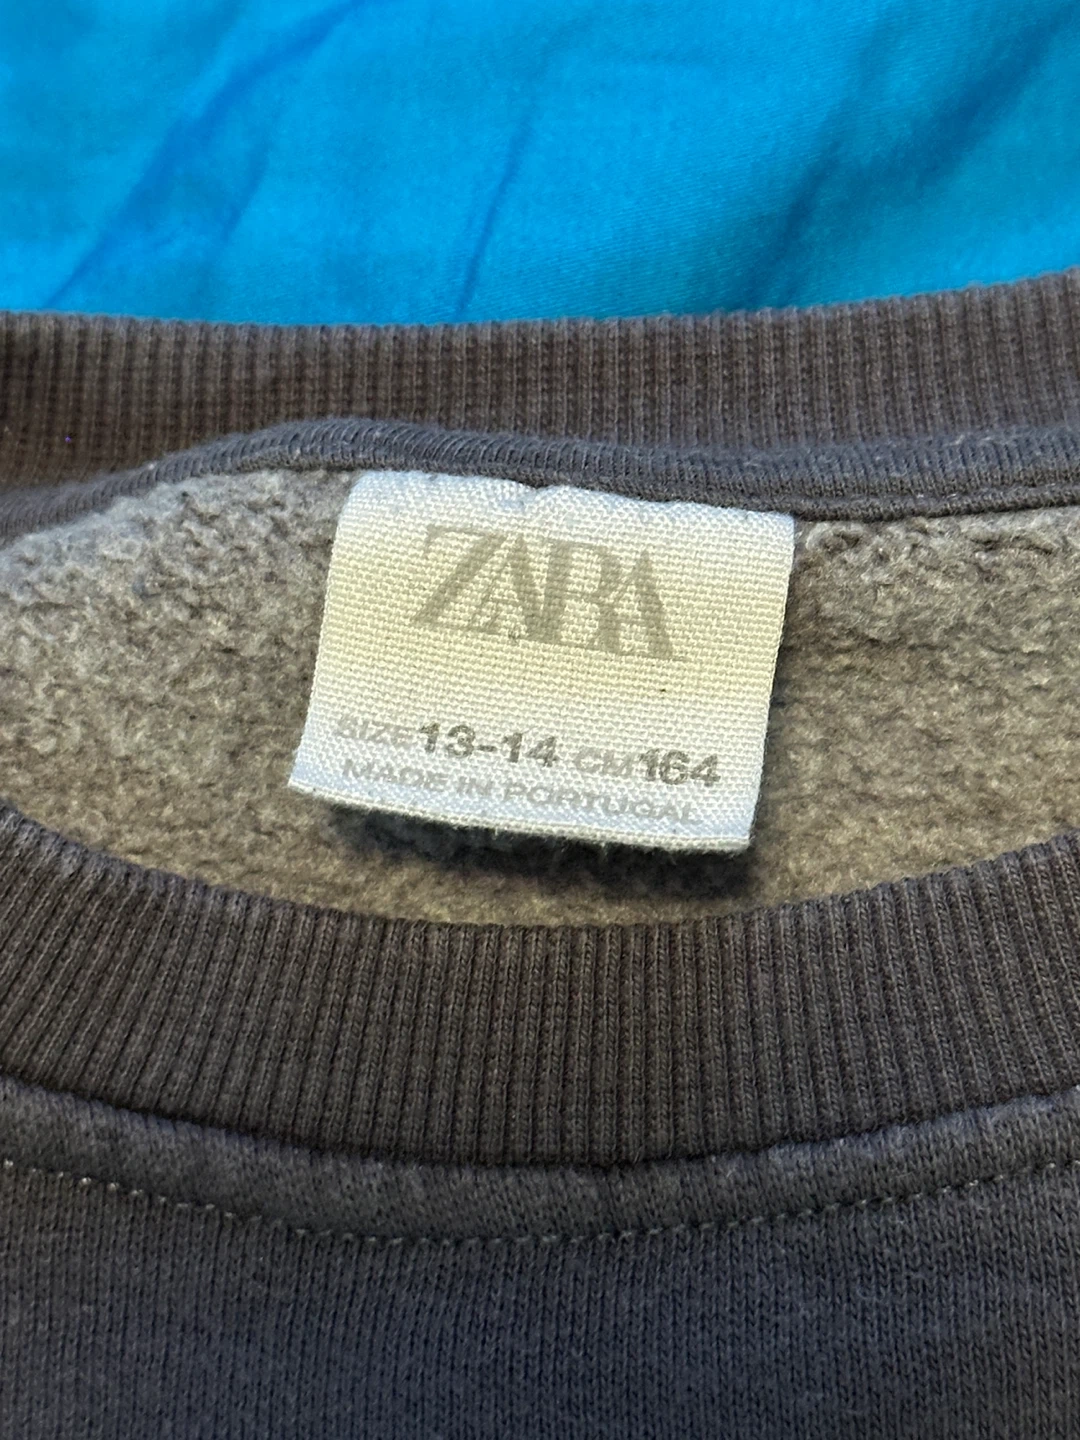 ZARA
SIZE 13-14 CM 164
MADE IN PORTUGAL